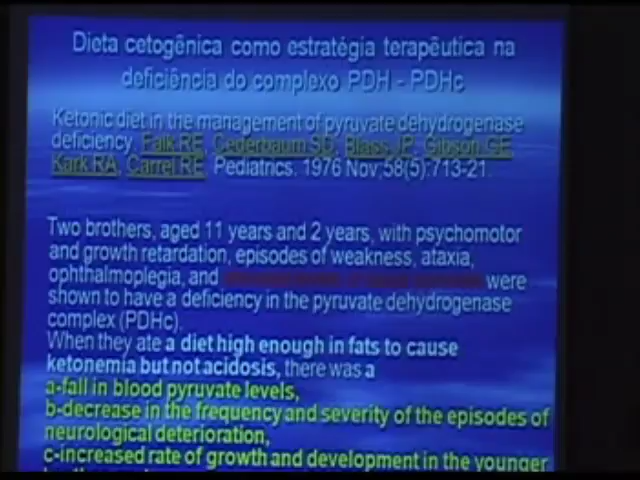 Dieta cetogênica como estratégia terapêutica na
deficiência do complexo PDH - PDHc
Ketonic diet in the management of pyruvate dehydrogenase
deficiency. Falk RE, Cederbaum SD, Blass JP, Gibson GE,
Kark RA, Carrel RE. Pediatrics. 1976 Nov;58(5):713-21.
Two brothers, aged 11 years and 2 years, with psychomotor
and growth retardation, episodes of weakness, ataxia,
ophthalmoplegia, and were
shown to have a deficiency in the pyruvate dehydrogenase
complex (PDHc).
When they ate a diet high enough in fats to cause
ketonemia but not acidosis, there was a
a-fall in blood pyruvate levels,
b-decrease in the frequency and severity of the episodes of
neurological deterioration,
c-increased rate of growth and development in the younger